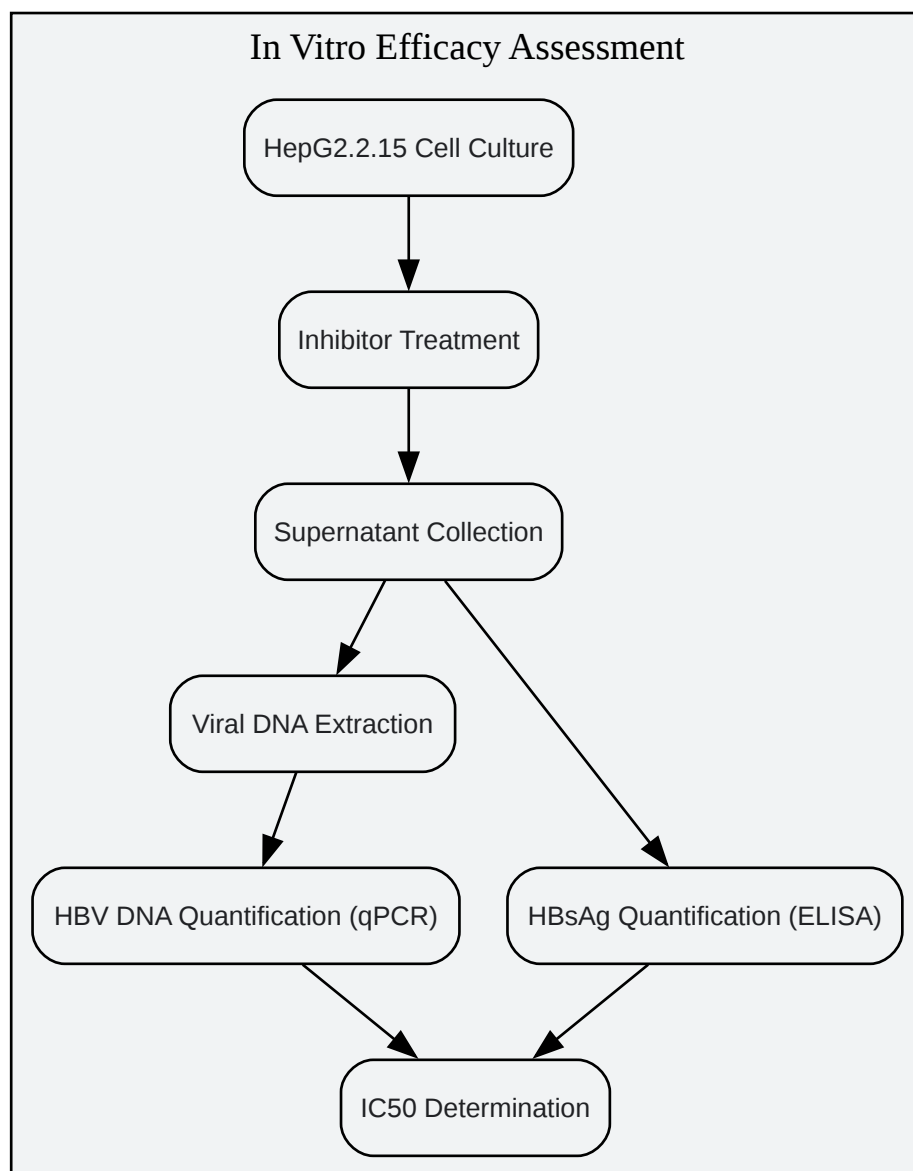 In Vitro Efficacy Assessment
HepG2.2.15 Cell Culture
Inhibitor Treatment
Supernatant Collection
Viral DNA Extraction
HBV DNA Quantification (qPCR)
HBsAg Quantification (ELISA)
IC50 Determination